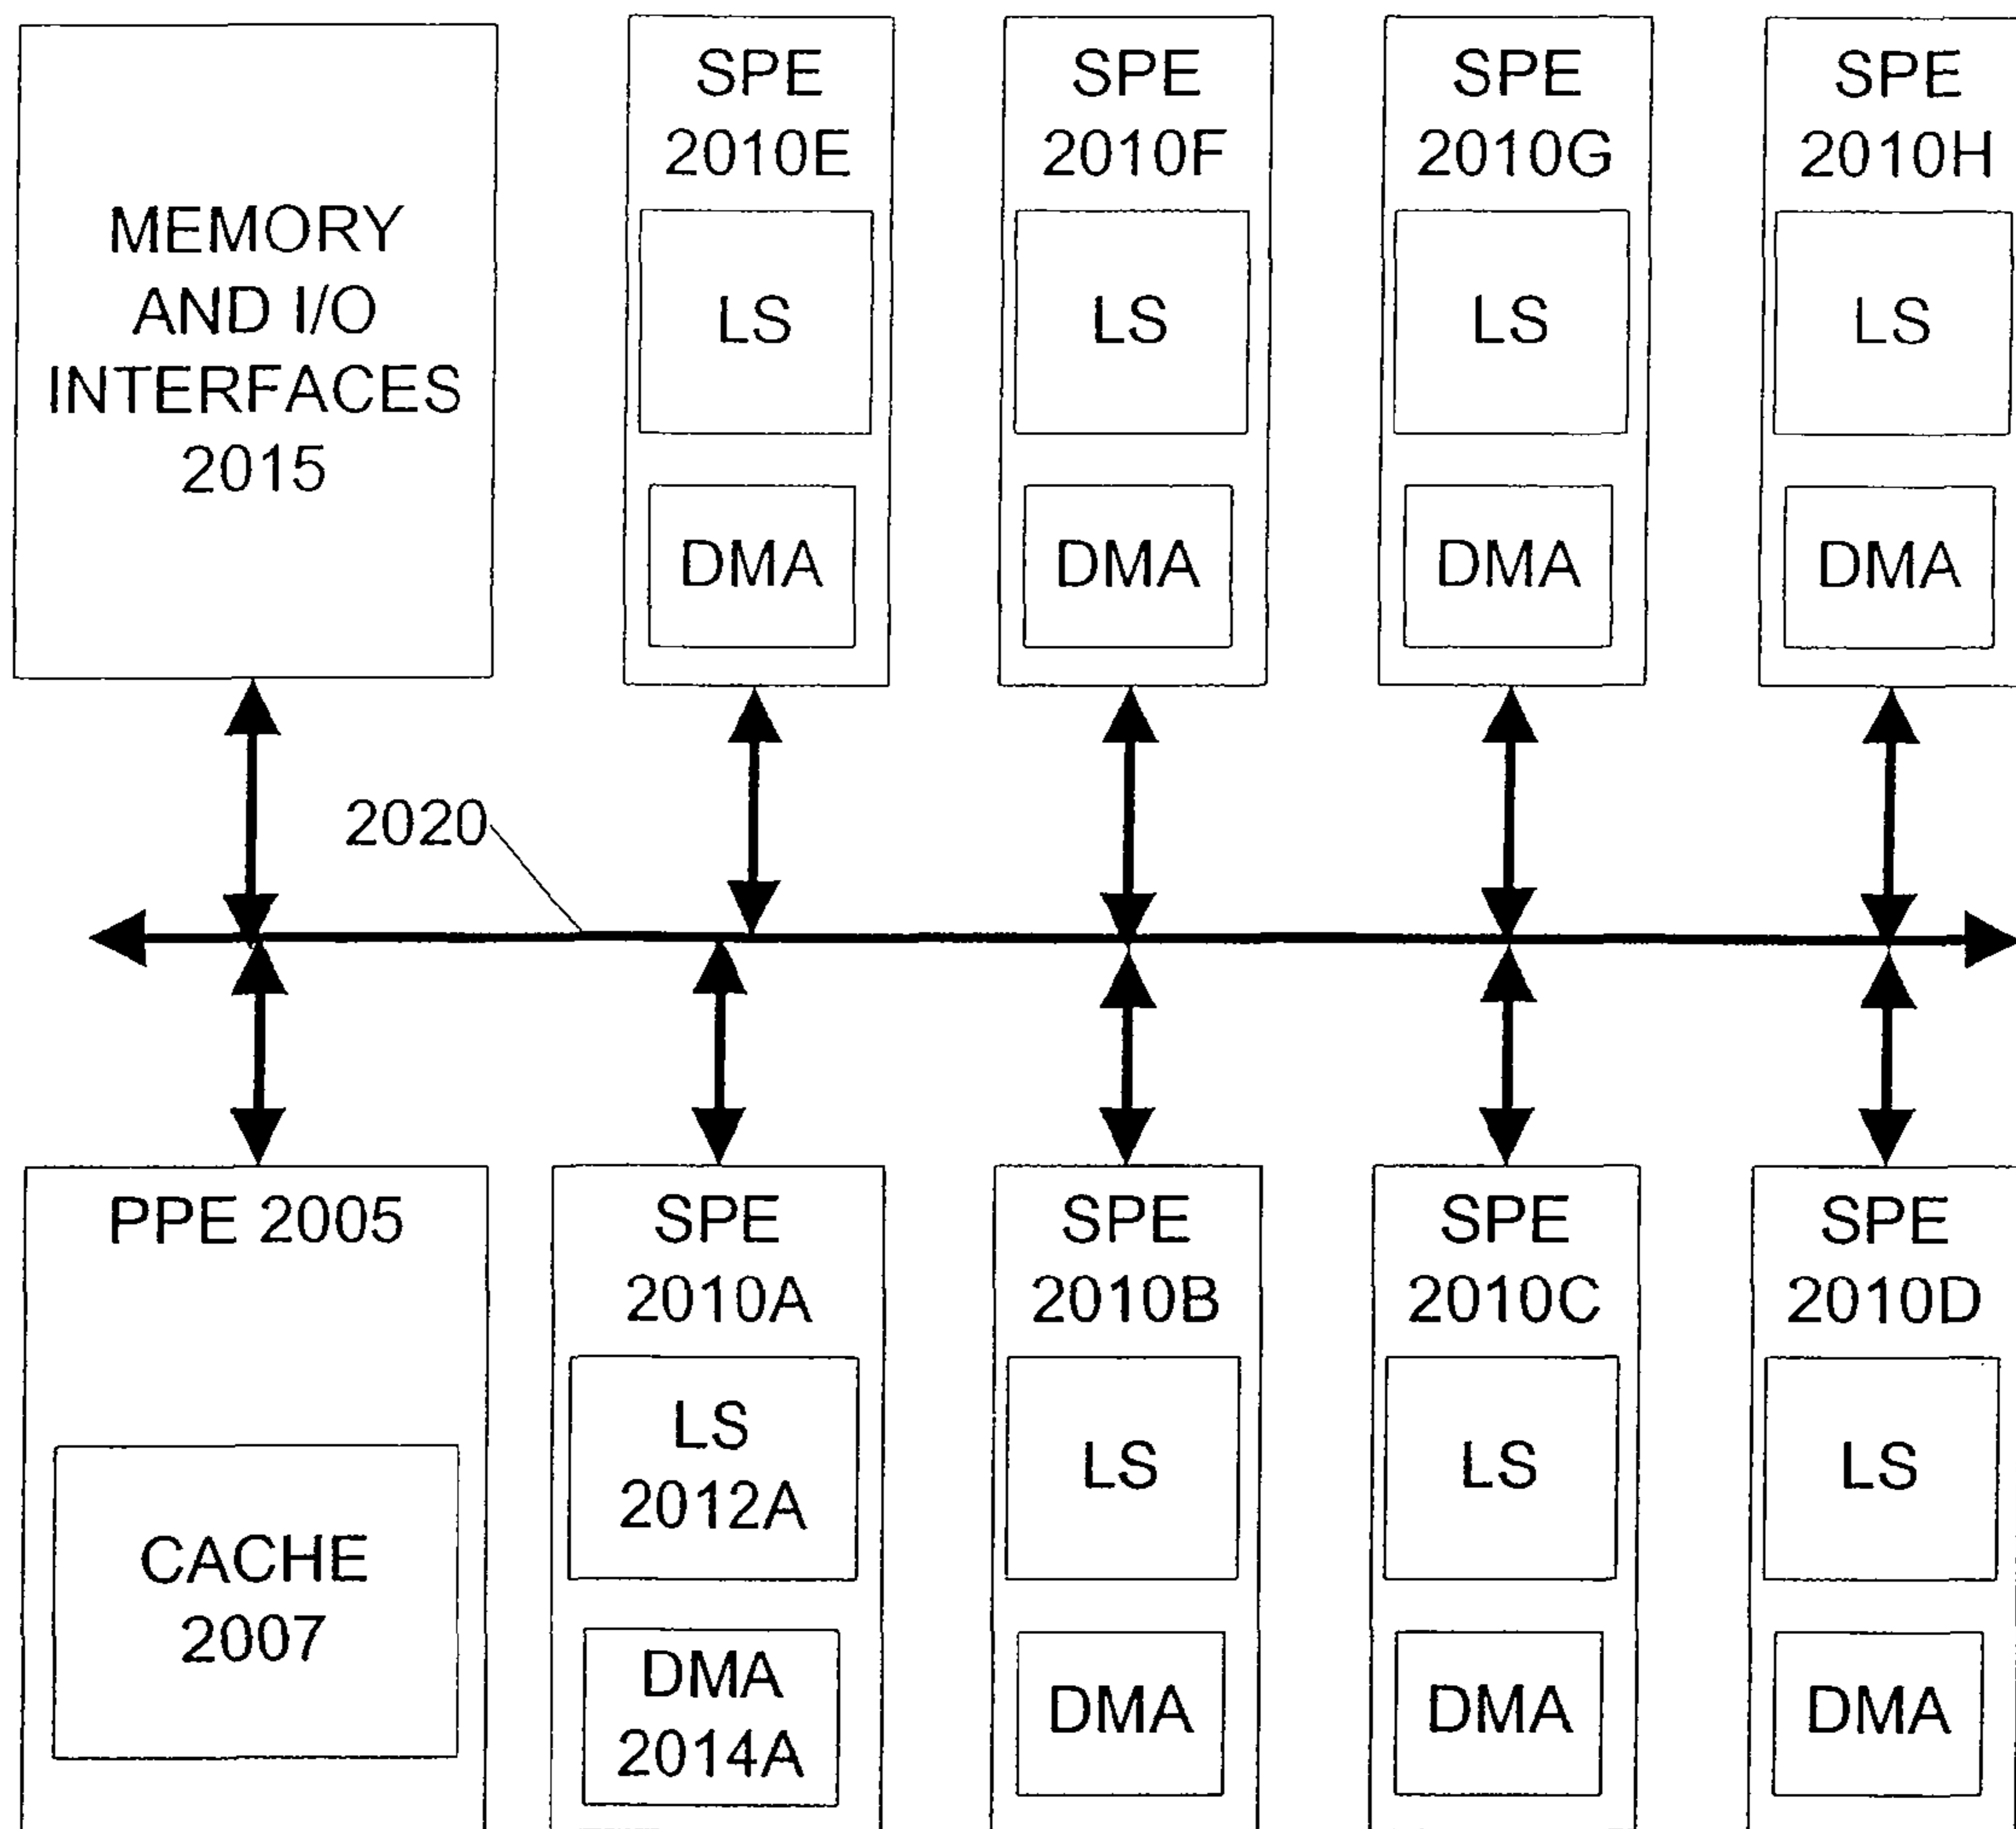 MEMORY
AND I/O
INTERFACES
2015
SPE
2010E
LS
DMA
SPE
2010F
LS
DMA
SPE
2010G
LS
DMA
SPE
2010H
LS
DMA
2020
PPE 2005
CACHE
2007
SPE
2010A
LS
2012A
DMA
2014A
SPE
2010B
LS
DMA
SPE
2010C
LS
DMA
SPE
2010D
LS
DMA